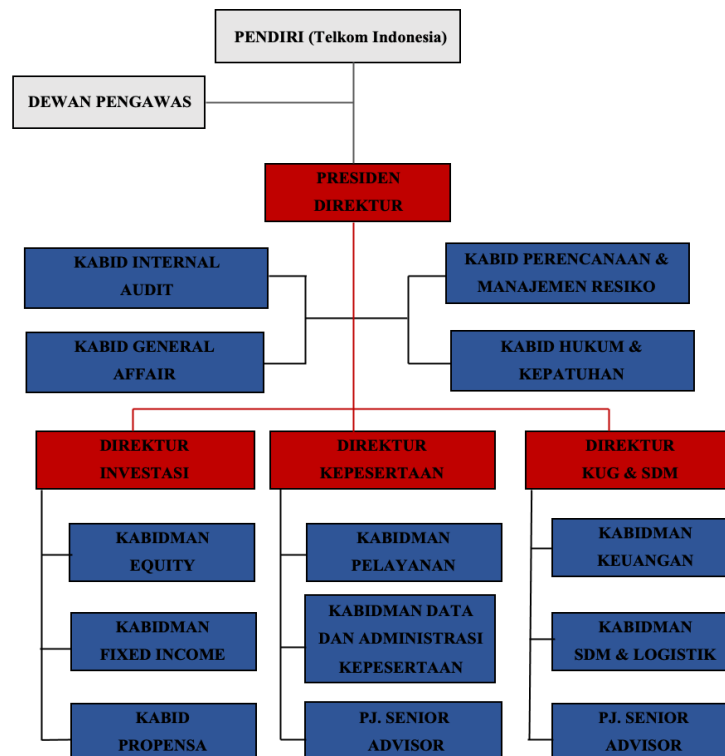 PENDIRI (Telkom Indonesia)
DEWAN PENGAWAS
PRESIDEN
DIREKTUR
KABID INTERNAL
AUDIT
KABID PERENCANAAN &
MANAJEMEN RESIKO
KABID GENERAL
AFFAIR
KABID HUKUM &
KEPATUHAN
DIREKTUR
INVESTASI
DIREKTUR
KEPESERTAAN
DIREKTUR
KUG & SDM
KABIDMAN
EQUITY
KABIDMAN
PELAYANAN
KABIDMAN
KEUANGAN
KABIDMAN
FIXED INCOME
KABIDMAN DATA
DAN ADMINISTRASI
KEPESERTAAN
KABIDMAN
SDM & LOGISTIK
KABID
PROPENSA
PJ. SENIOR
ADVISOR
PJ. SENIOR
ADVISOR